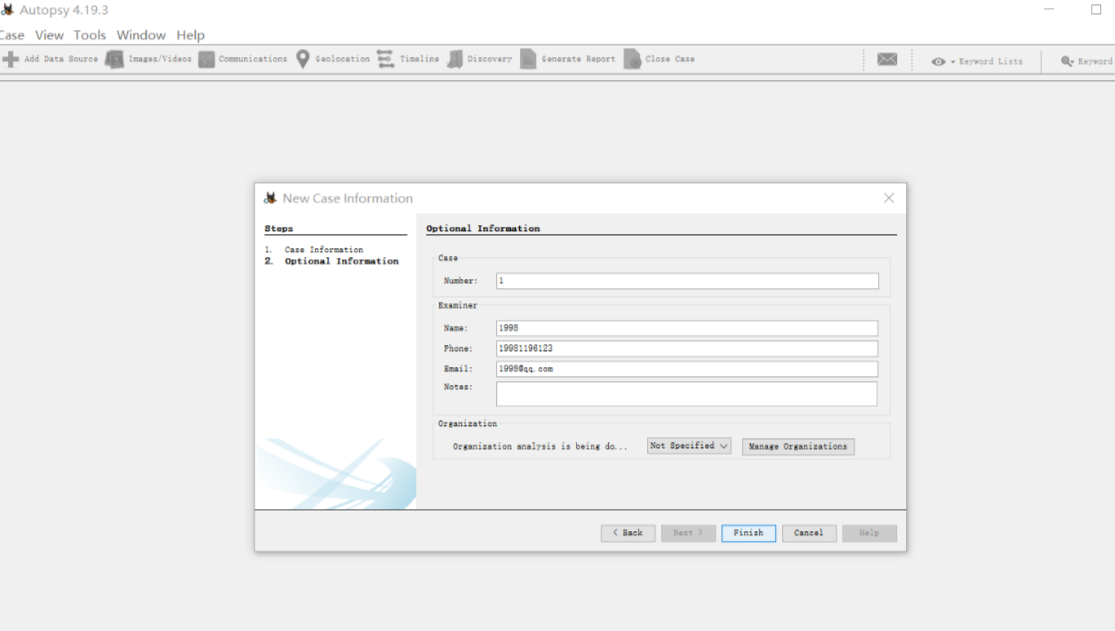 Autopsy 4.19.3
Case View Tools Window Help
Add Data Source Images/Videos Communications Geolocation Timeline Discovery Generate Report Close Case Keyword Lists Keyword
New Case Information
Steps
1. Case Information
2. Optional Information
Optional Information
Case
Number: 1
Examiner
Name: 1998
Phone: 19981196123
Email: 1998@qq.com
Notes:
Organization
Organization analysis is being do... Not Specified Manage Organizations
< Back Next > Finish Cancel Help